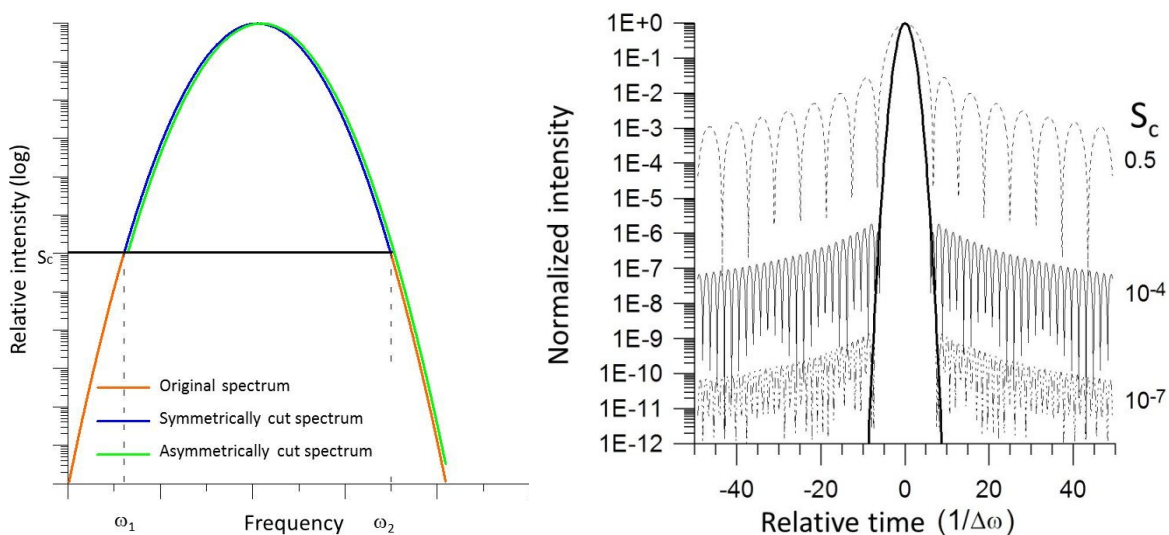 Relative intensity (log)
Sc
Original spectrum
Symmetrically cut spectrum
Asymmetrically cut spectrum
ω1
Frequency
ω2
Normalized intensity
1E+0
1E-1
1E-2
1E-3
1E-4
1E-5
1E-6
1E-7
1E-8
1E-9
1E-10
1E-11
1E-12
Sc
0.5
10-4
10-7
-40 -20 0 20 40
Relative time (1/Δω)